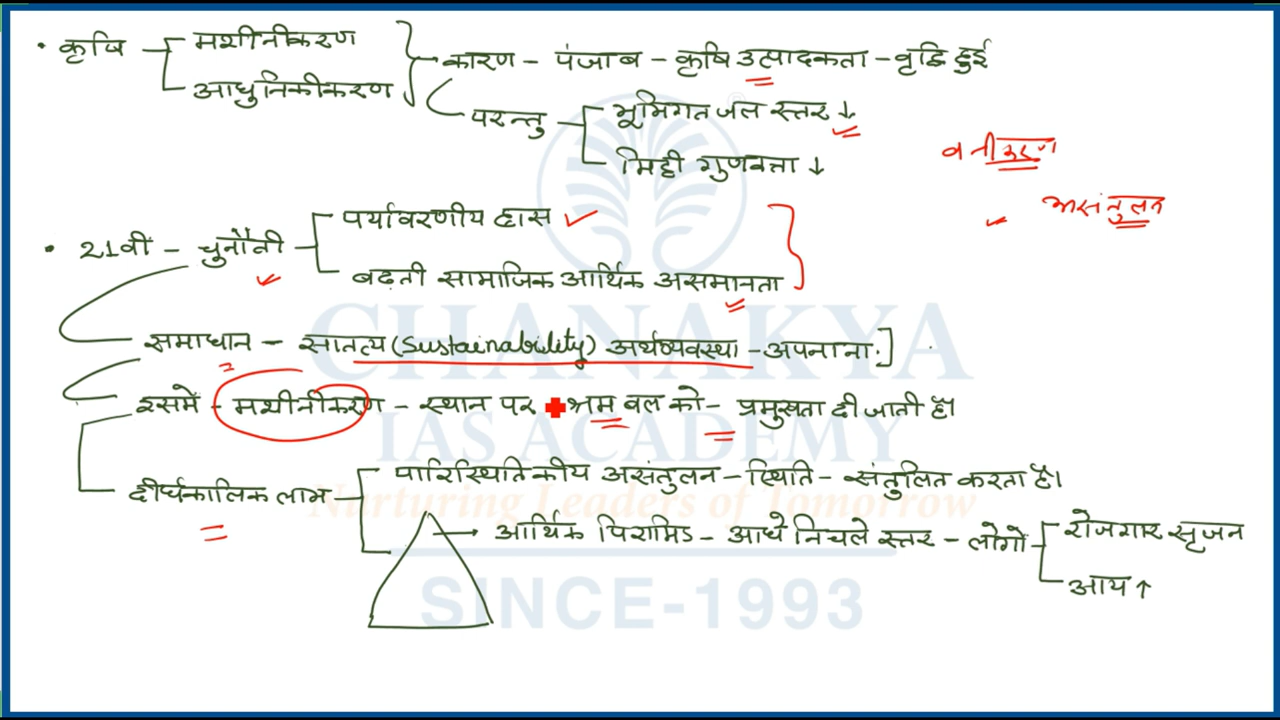 • कृषि - मशीनीकरण
आधुनिकीकरण
कारण - पंजाब - कृषि उत्पादकता - वृद्धि हुई
परन्तु - भूमिगत जल स्तर ↓
मिट्टी गुणवत्ता ↓
वनीकरण
असंतुलन
• 21वीं - चुनौती - पर्यावरणीय ह्रास
बढ़ती सामाजिक आर्थिक असमानता
समाधान - सातत्य (Sustainability) अर्थव्यवस्था - अपनाना.]
इसमें - मशीनीकरण - स्थान पर श्रम बल को - प्रमुखता दी जाती है।
दीर्घकालिक लाभ - पारिस्थितिकीय असंतुलन - स्थिति - संतुलित करता है।
→ आर्थिक पिरामिड - आधे निचले स्तर - लोगों - रोजगार सृजन
आय ↑
CHANAKYA
IAS ACADEMY
Nurturing Leaders of Tomorrow
SINCE-1993